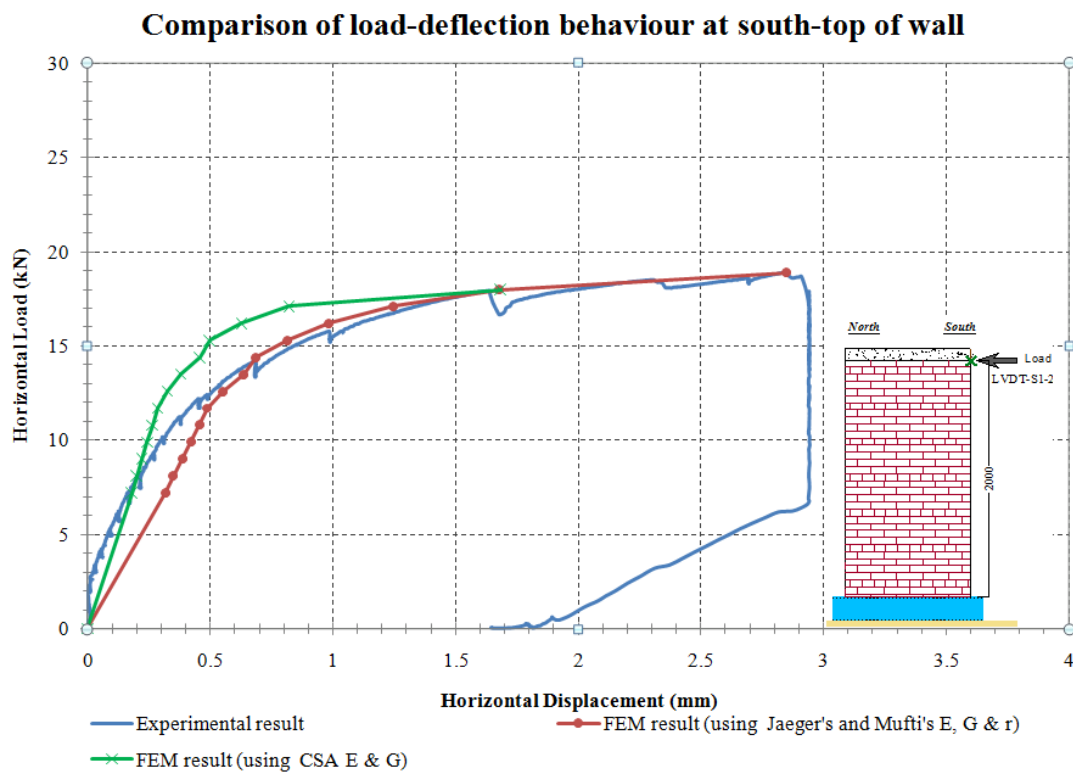 Comparison of load-deflection behaviour at south-top of wall
30
25
20
15
10
5
0
Horizontal Load (kN)
North South
Load
LVDT-S1-2
2000
0 0.5 1 1.5 2 2.5 3 3.5 4
Horizontal Displacement (mm)
Experimental result
FEM result (using Jaeger's and Mufti's E, G & r)
FEM result (using CSA E & G)